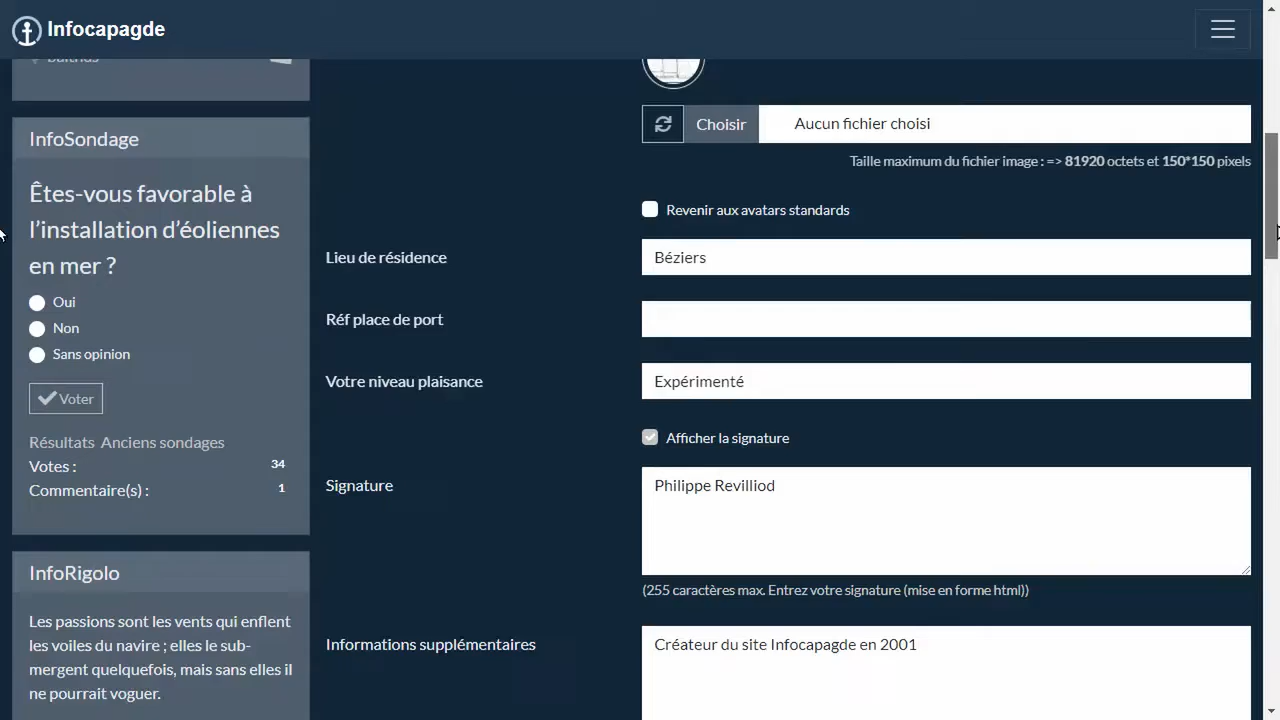 Infocapagde
Choisir
Aucun fichier choisi
Taille maximum du fichier image : => 81920 octets et 150*150 pixels
Revenir aux avatars standards
Lieu de résidence
Béziers
Réf place de port
Votre niveau plaisance
Expérimenté
Afficher la signature
Signature
Philippe Revilliod
(255 caractères max. Entrez votre signature (mise en forme html))
Informations supplémentaires
Créateur du site Infocapagde en 2001
InfoSondage
Êtes-vous favorable à
l’installation d’éoliennes
en mer ?
Oui
Non
Sans opinion
Voter
Résultats Anciens sondages
Votes : 34
Commentaire(s) : 1
InfoRigolo
Les passions sont les vents qui enflent
les voiles du navire ; elles le sub-
mergent quelquefois, mais sans elles il
ne pourrait voguer.